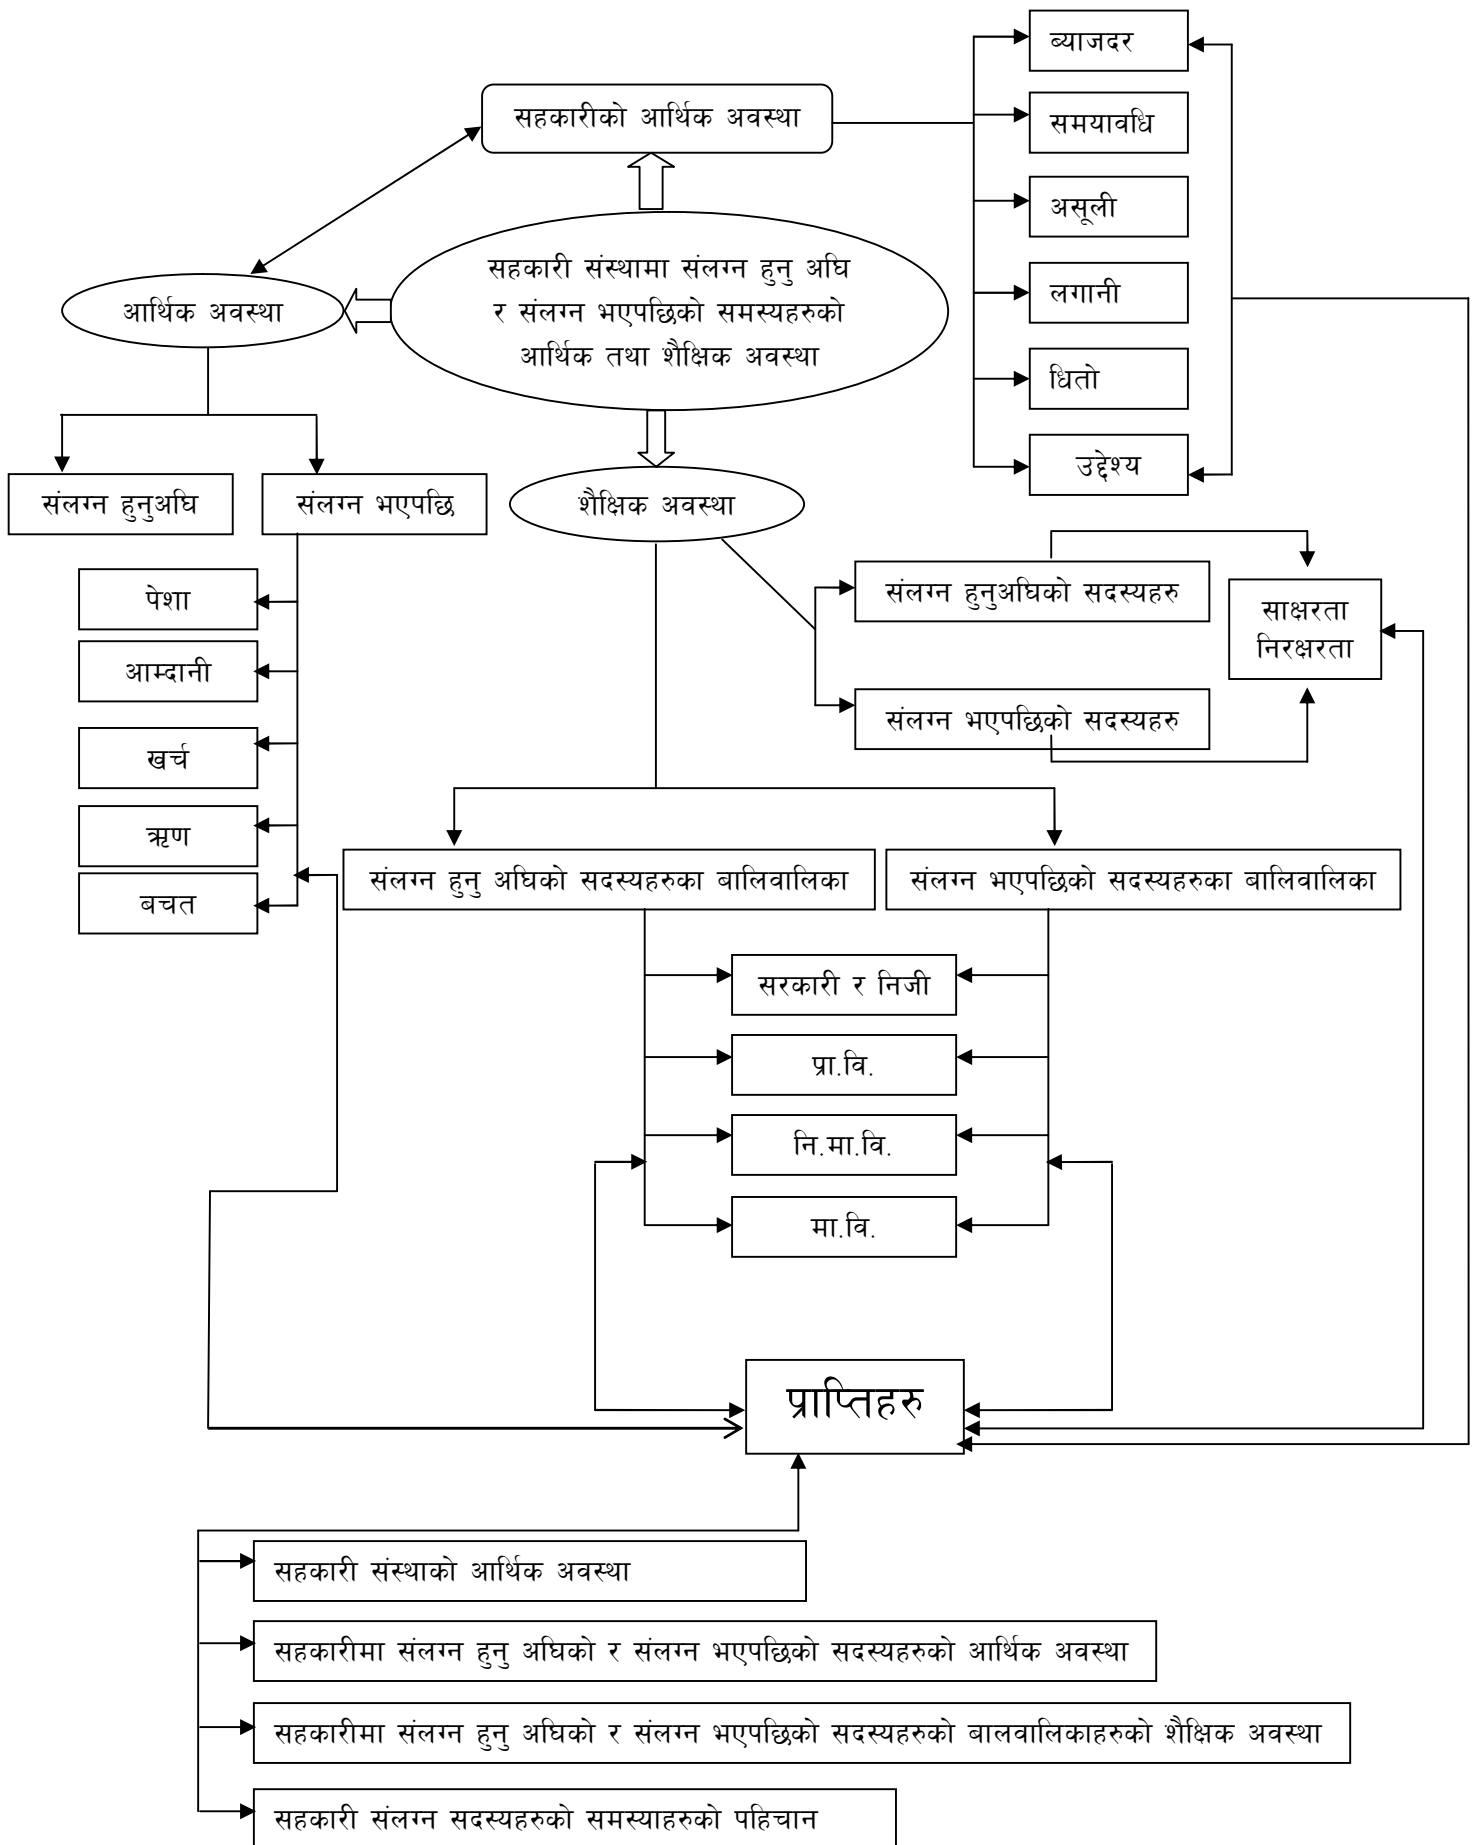 ब्याजदर
सहकारीको आर्थिक अवस्था
समयावधि
असूली
सहकारी संस्थामा संलग्न हुनु अघि
र संलग्न भएपछिको समस्यहरुको
आर्थिक तथा शैक्षिक अवस्था
आर्थिक अवस्था
लगानी
धितो
उद्देश्य
संलग्न हुनुअघि
संलग्न भएपछि
शैक्षिक अवस्था
संलग्न हुनुअघिको सदस्यहरु
साक्षरता
निरक्षरता
पेशा
आम्दानी
संलग्न भएपछिको सदस्यहरु
खर्च
ऋण
बचत
संलग्न हुनु अघिको सदस्यहरुका बालिवालिका
संलग्न भएपछिको सदस्यहरुका बालिवालिका
सरकारी र निजी
प्रा.वि.
नि.मा.वि.
मा.वि.
प्राप्तिहरु
सहकारी संस्थाको आर्थिक अवस्था
सहकारीमा संलग्न हुनु अघिको र संलग्न भएपछिको सदस्यहरुको आर्थिक अवस्था
सहकारीमा संलग्न हुनु अघिको र संलग्न भएपछिको सदस्यहरुको बालवालिकाहरुको शैक्षिक अवस्था
सहकारी संलग्न सदस्यहरुको समस्याहरुको पहिचान